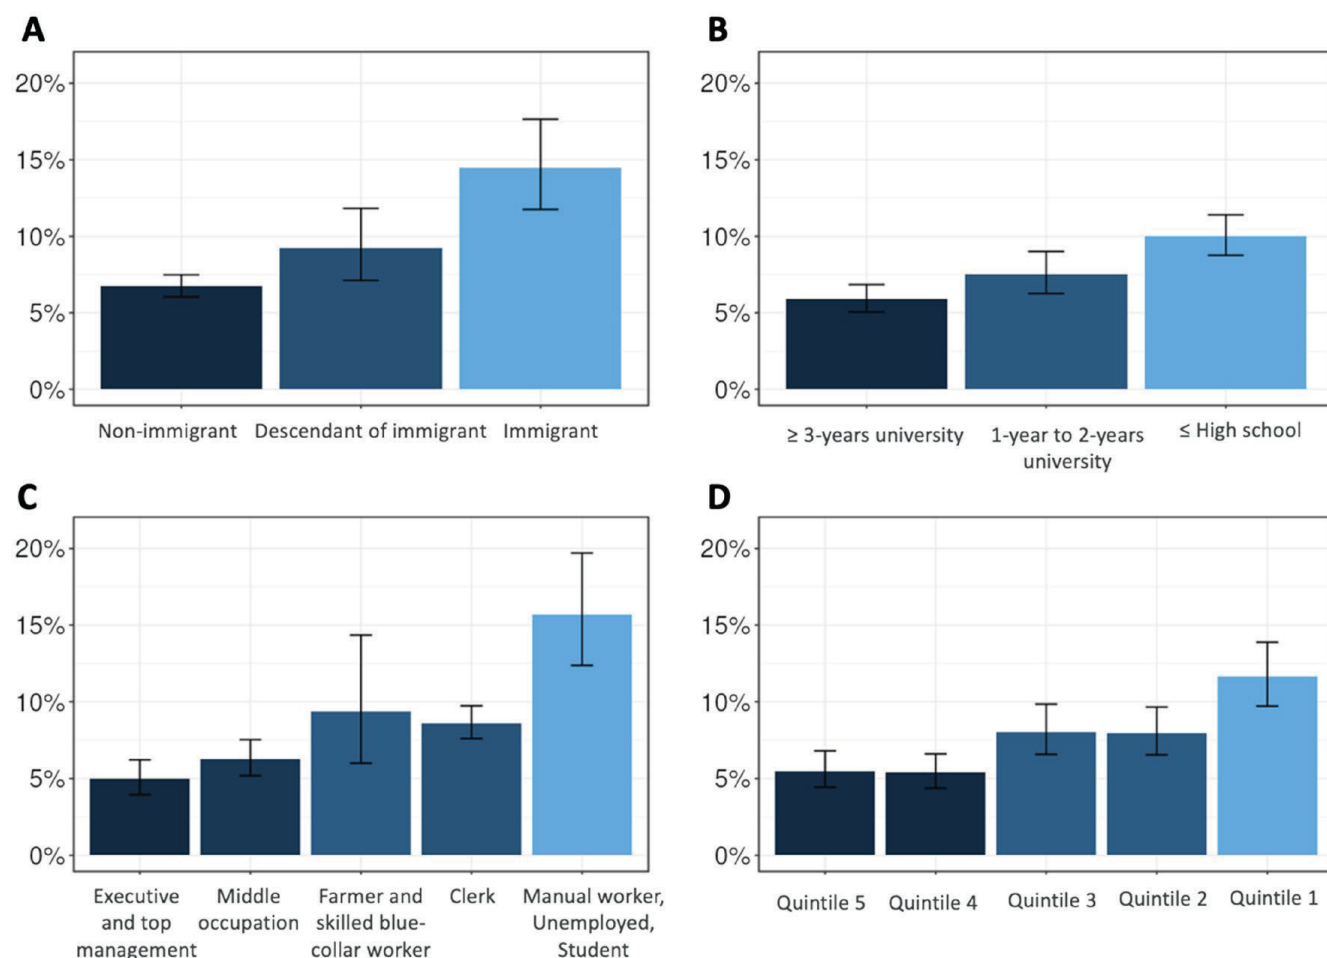 A
20%
15%
10%
5%
0%
Non-immigrant Descendant of immigrant Immigrant
B
20%
15%
10%
5%
0%
≥ 3-years university
1-year to 2-years
university
≤ High school
C
20%
15%
10%
5%
0%
Executive
and top
management
Middle
occupation
Farmer and
skilled blue-
collar worker
Clerk
Manual worker,
Unemployed,
Student
D
20%
15%
10%
5%
0%
Quintile 5 Quintile 4 Quintile 3 Quintile 2 Quintile 1